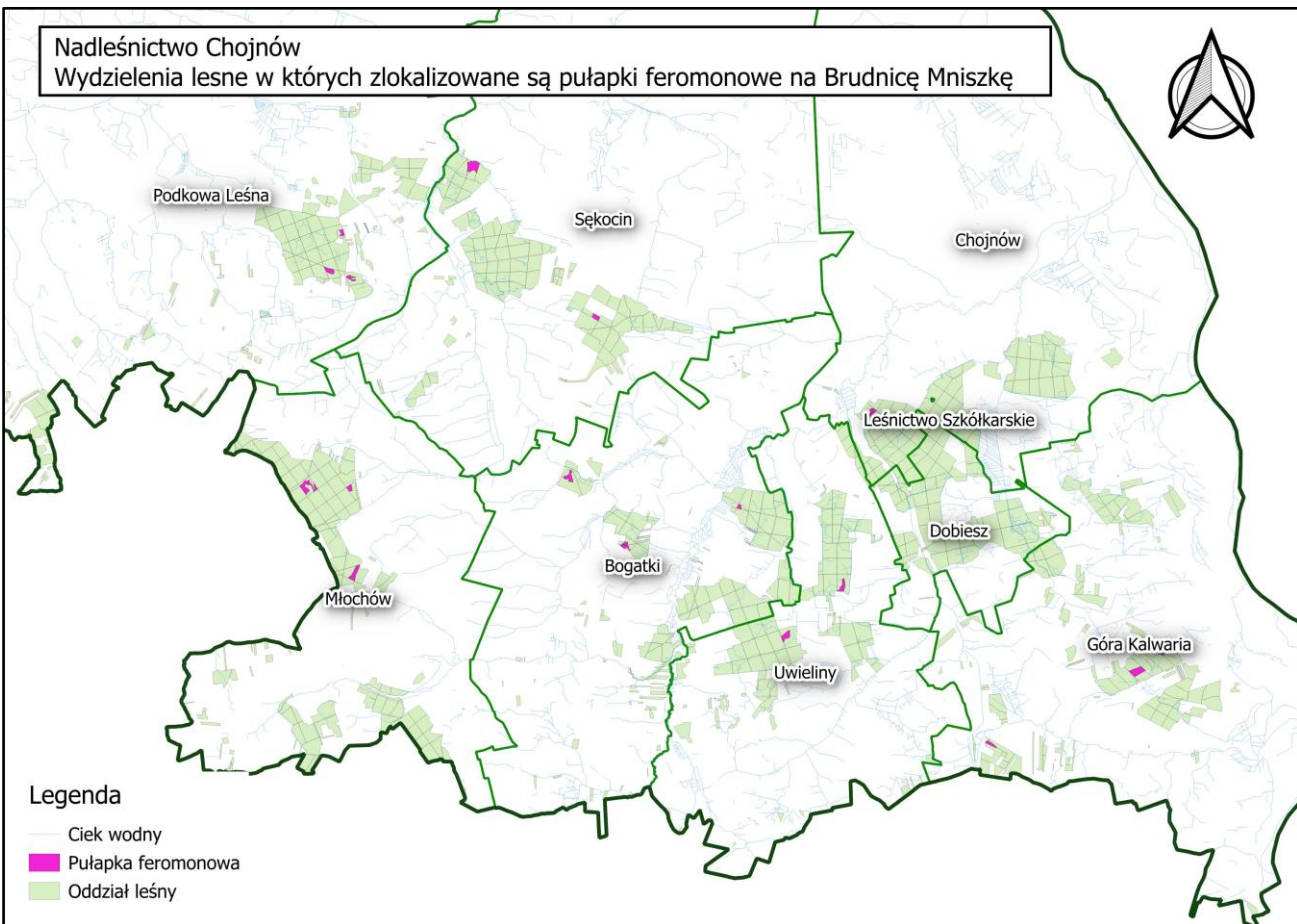 Nadleśnictwo Chojnów
Wydzielenia lesne w których zlokalizowane są pułapki feromonowe na Brudnicę Mniszkę
Podkowa Leśna
Sękocin
Chojnów
Leśnictwo Szkółkarskie
Dobiesz
Bogatki
Młochów
Góra Kalwaria
Uwieliny
Legenda
Ciek wodny
Pułapka feromonowa
Oddział leśny